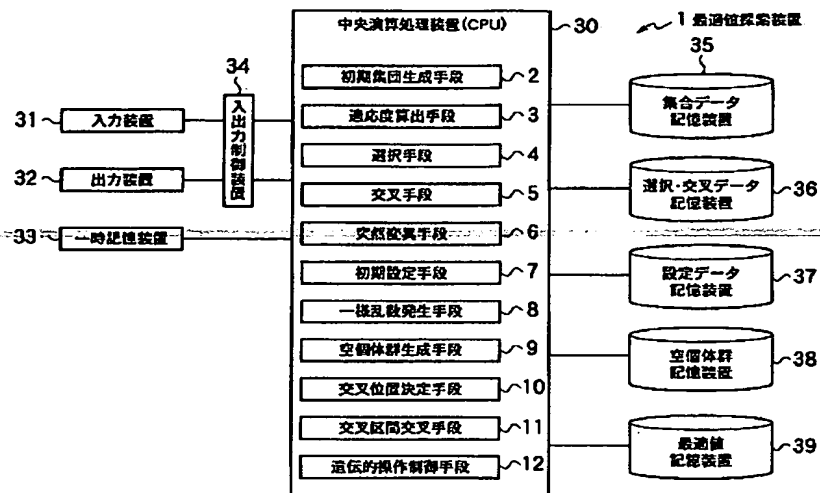 中央演算処理装置(CPU)
30
1 最適値探索装置
初期集団生成手段
2
適応度算出手段
3
選択手段
4
交叉手段
5
突然変異手段
6
初期設定手段
7
一様乱数発生手段
8
空個体群生成手段
9
交叉位置決定手段
10
交叉区間交叉手段
11
遺伝的操作制御手段
12
34
入出力制御装置
31
入力装置
32
出力装置
33
一時記憶装置
35
集合データ
記憶装置
選択・交叉データ
記憶装置
36
設定データ
記憶装置
37
空個体群
記憶装置
38
最適値
記憶装置
39